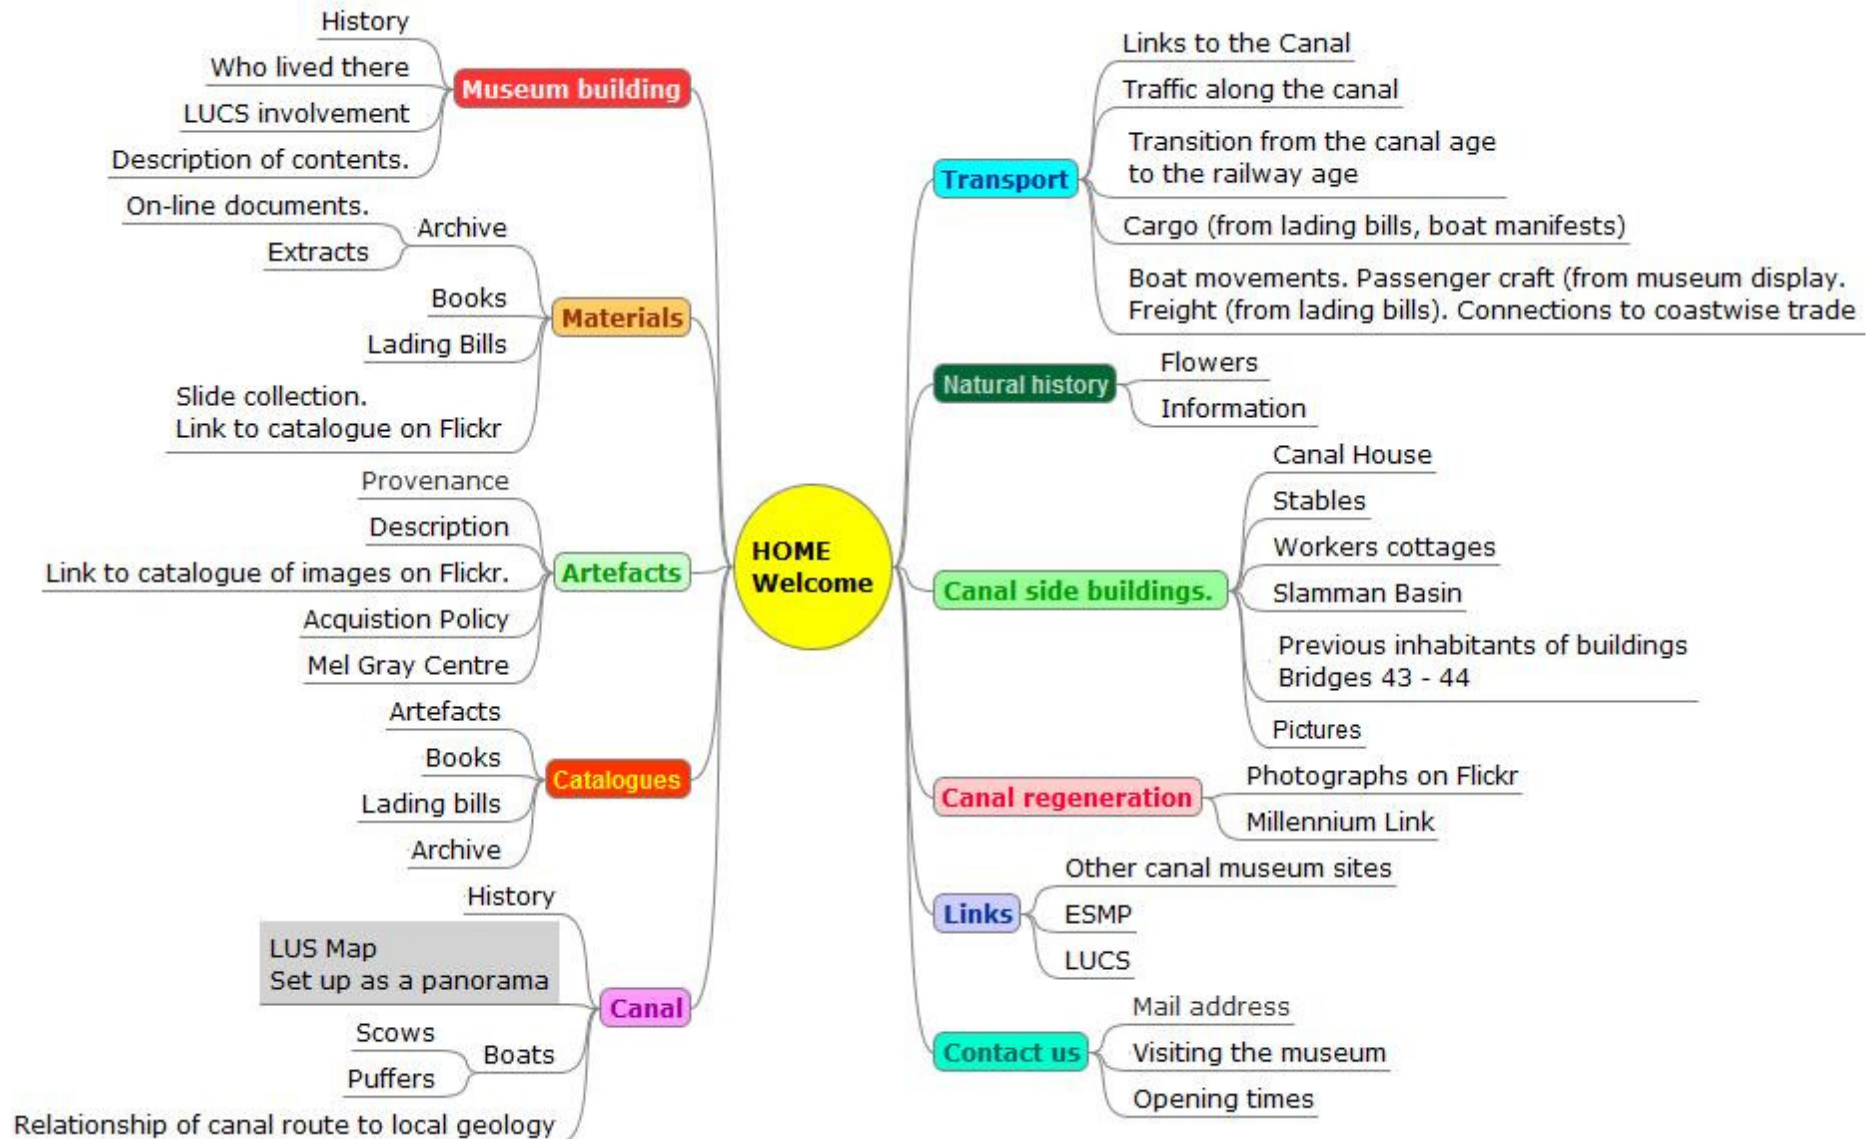 History
Who lived there
LUCS involvement
Description of contents.
Museum building
On-line documents.
Extracts
Archive
Books
Lading Bills
Slide collection.
Link to catalogue on Flickr
Materials
Provenance
Description
Link to catalogue of images on Flickr.
Acquistion Policy
Mel Gray Centre
Artefacts
Artefacts
Books
Lading bills
Archive
Catalogues
History
LUS Map
Set up as a panorama
Scows
Puffers
Boats
Relationship of canal route to local geology
Canal
HOME
Welcome
Transport
Links to the Canal
Traffic along the canal
Transition from the canal age
to the railway age
Cargo (from lading bills, boat manifests)
Boat movements. Passenger craft (from museum display.
Freight (from lading bills). Connections to coastwise trade
Natural history
Flowers
Information
Canal side buildings.
Canal House
Stables
Workers cottages
Slamman Basin
Previous inhabitants of buildings
Bridges 43 - 44
Pictures
Canal regeneration
Photographs on Flickr
Millennium Link
Links
Other canal museum sites
ESMP
LUCS
Contact us
Mail address
Visiting the museum
Opening times